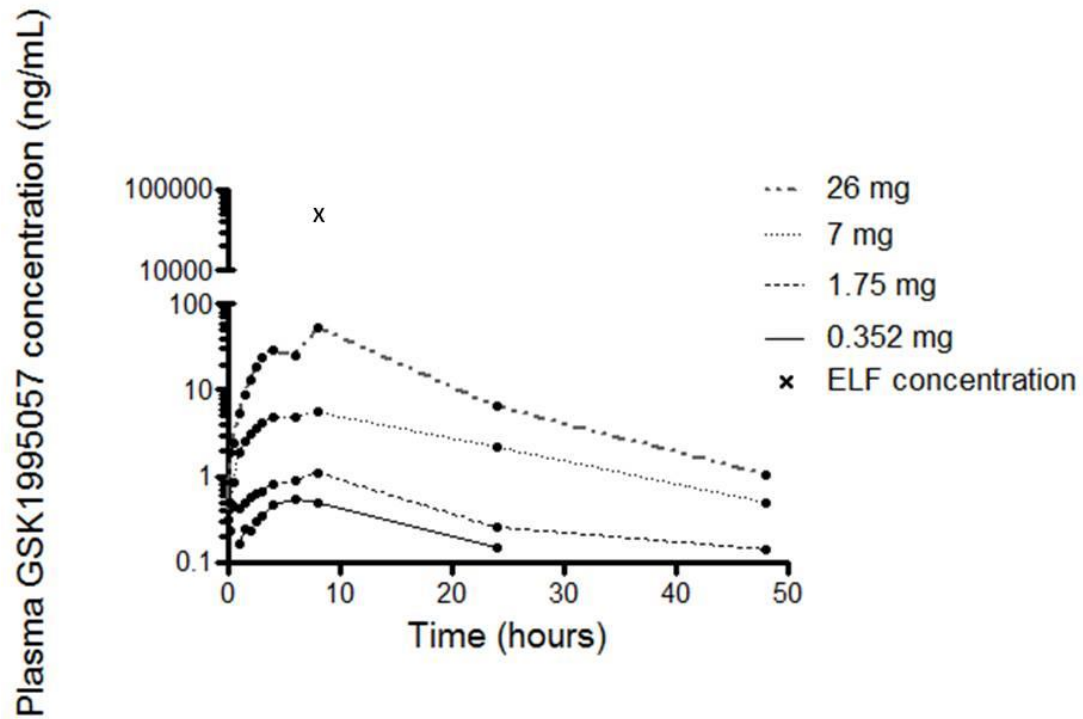 Plasma GSK1995057 concentration (ng/mL)
100000
10000
100
10
1
0.1
x
0 10 20 30 40 50
Time (hours)
26 mg
7 mg
1.75 mg
0.352 mg
x ELF concentration